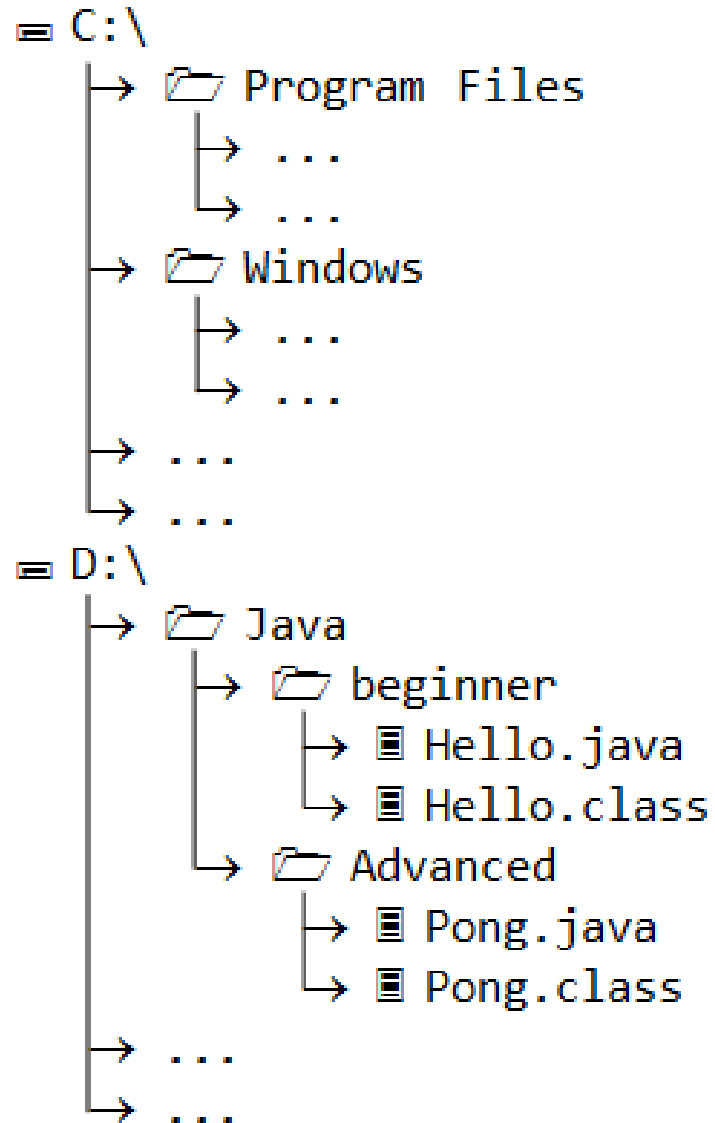 C:\
Program Files
...
...
Windows
...
...
...
...
D:\
Java
beginner
Hello.java
Hello.class
Advanced
Pong.java
Pong.class
...
...